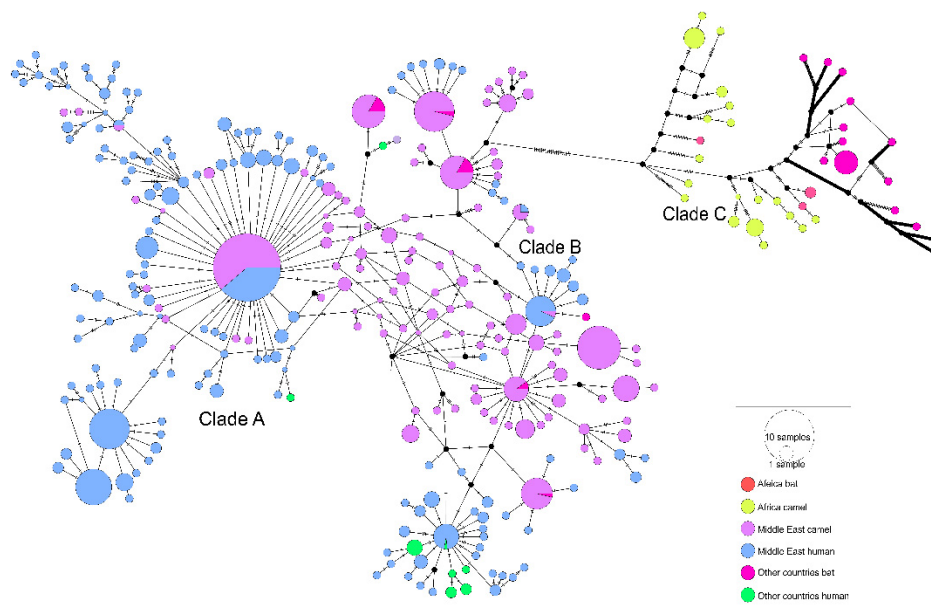 Clade C
Clade B
Clade A
10 samples
1 sample
Afeica bat
Africa camel
Middle East camel
Middle East human
Other countries bat
Other countries human